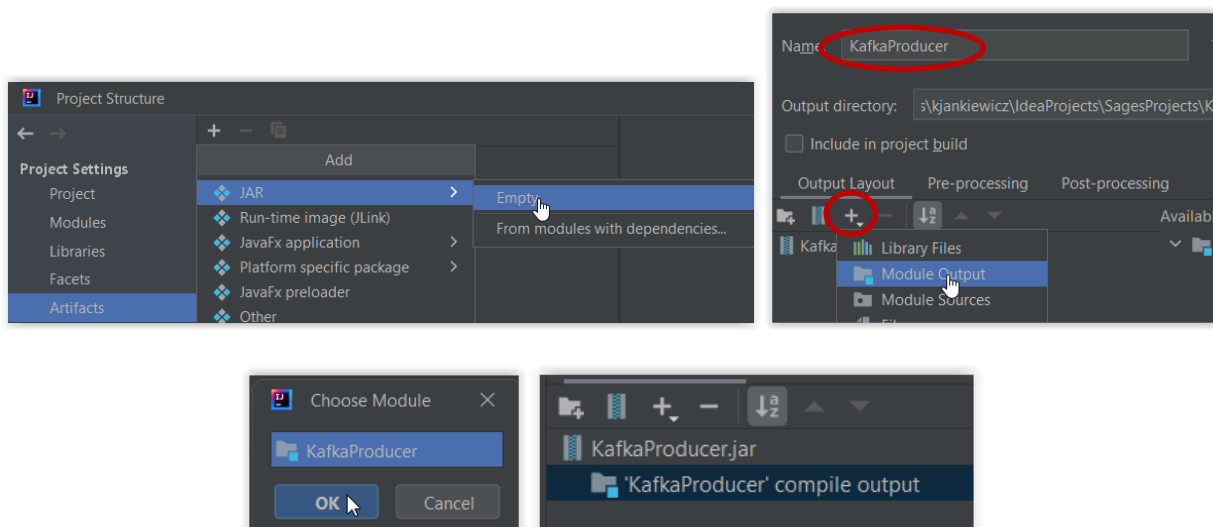 Project Structure
Project Settings
Project
Modules
Libraries
Facets
Artifacts
Add
JAR
Run-time image (JLink)
JavaFx application
Platform specific package
JavaFx preloader
Other
Empty
From modules with dependencies...
Name: KafkaProducer
Output directory: s\kjankiewicz\IdeaProjects\SagesProjects\K
Include in project build
Output Layout Pre-processing Post-processing
Availab
Kafka
Library Files
Module Output
Module Sources
Choose Module
KafkaProducer
OK Cancel
KafkaProducer.jar
'KafkaProducer' compile output